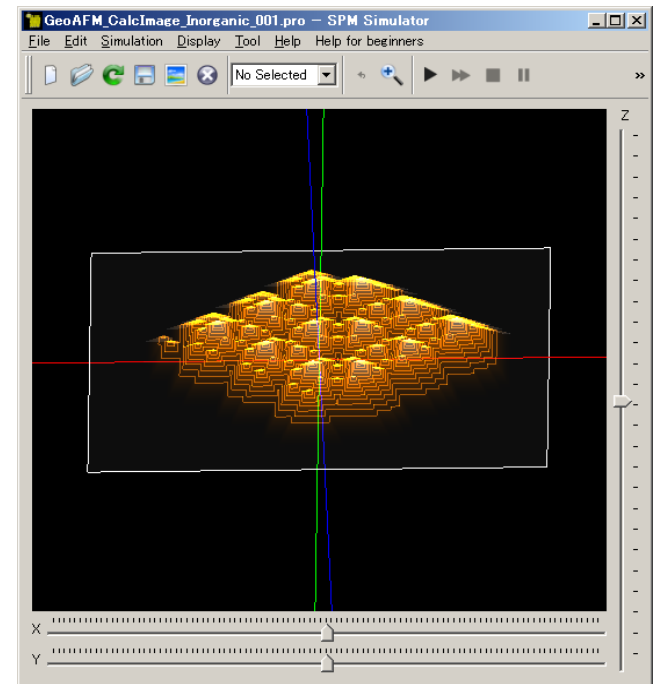 GeoAFM_CalcImage_Inorganic_001.pro — SPM Simulator
File Edit Simulation Display Tool Help Help for beginners
No Selected »
Z
X
Y